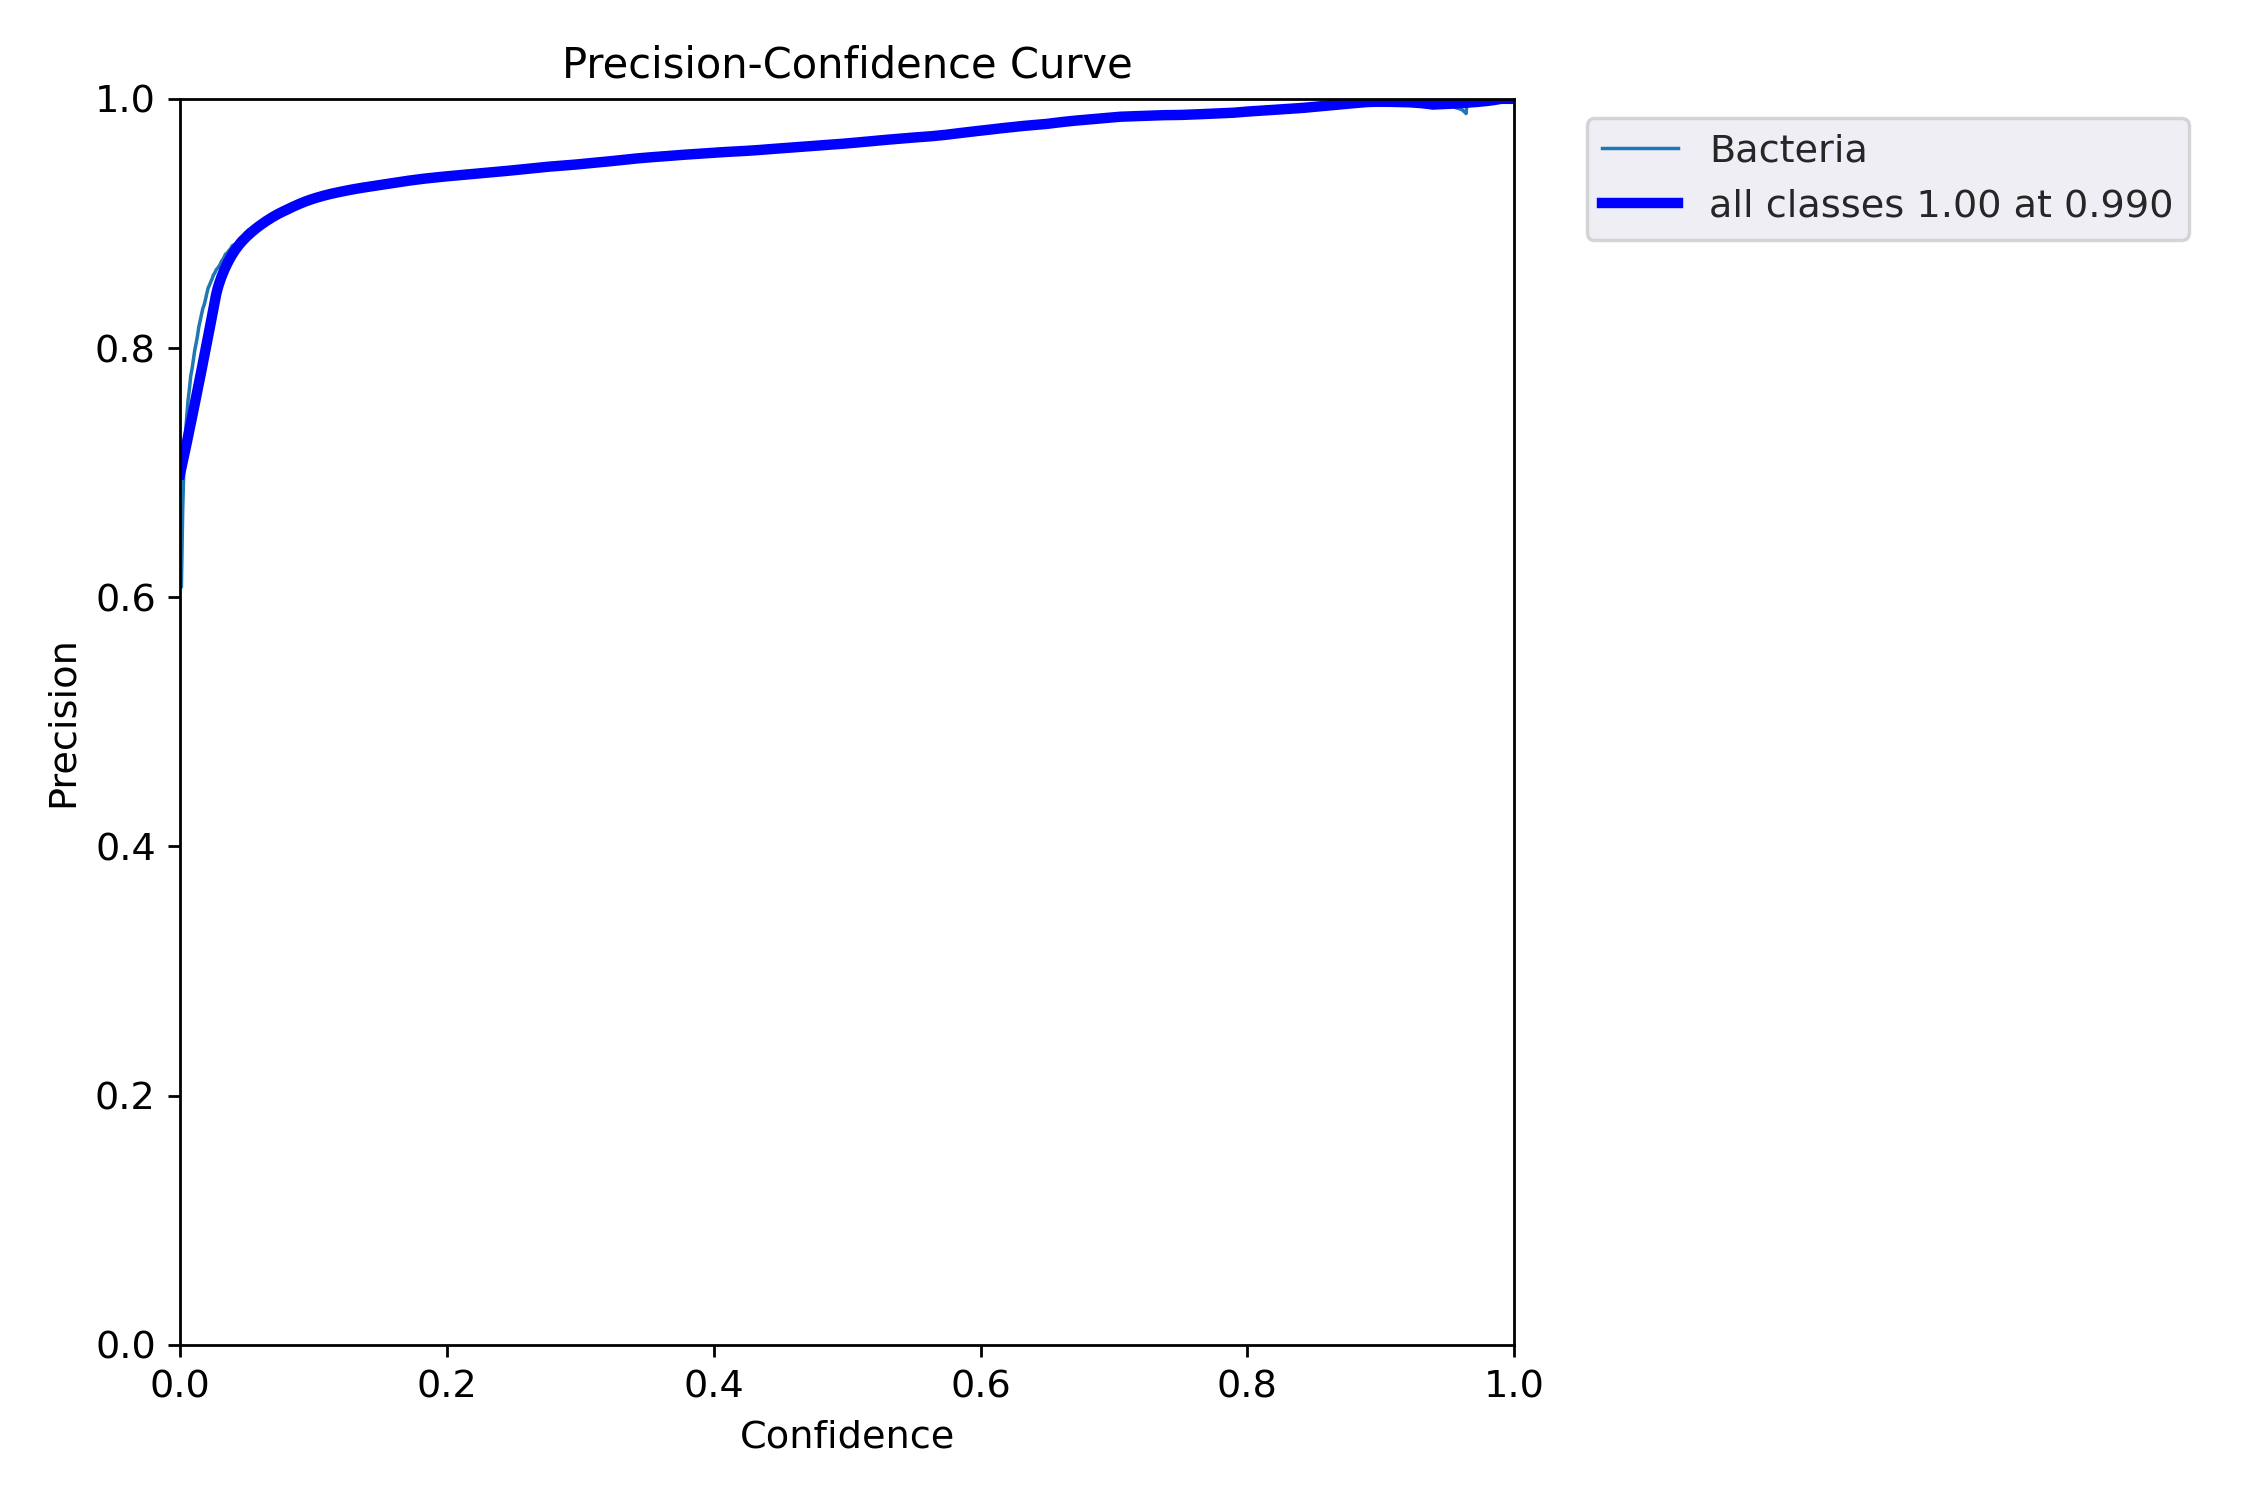 Precision-Confidence Curve
1.0
0.8
0.6
0.4
0.2
0.0
Precision
0.0 0.2 0.4 0.6 0.8 1.0
Confidence
Bacteria
all classes 1.00 at 0.990